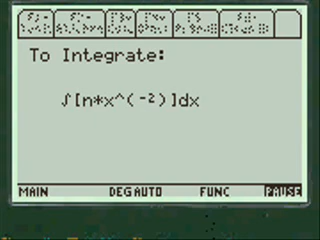 To Integrate:
∫[n*x^(⁻2)]dx
MAIN DEGAUTO FUNC PAUSE